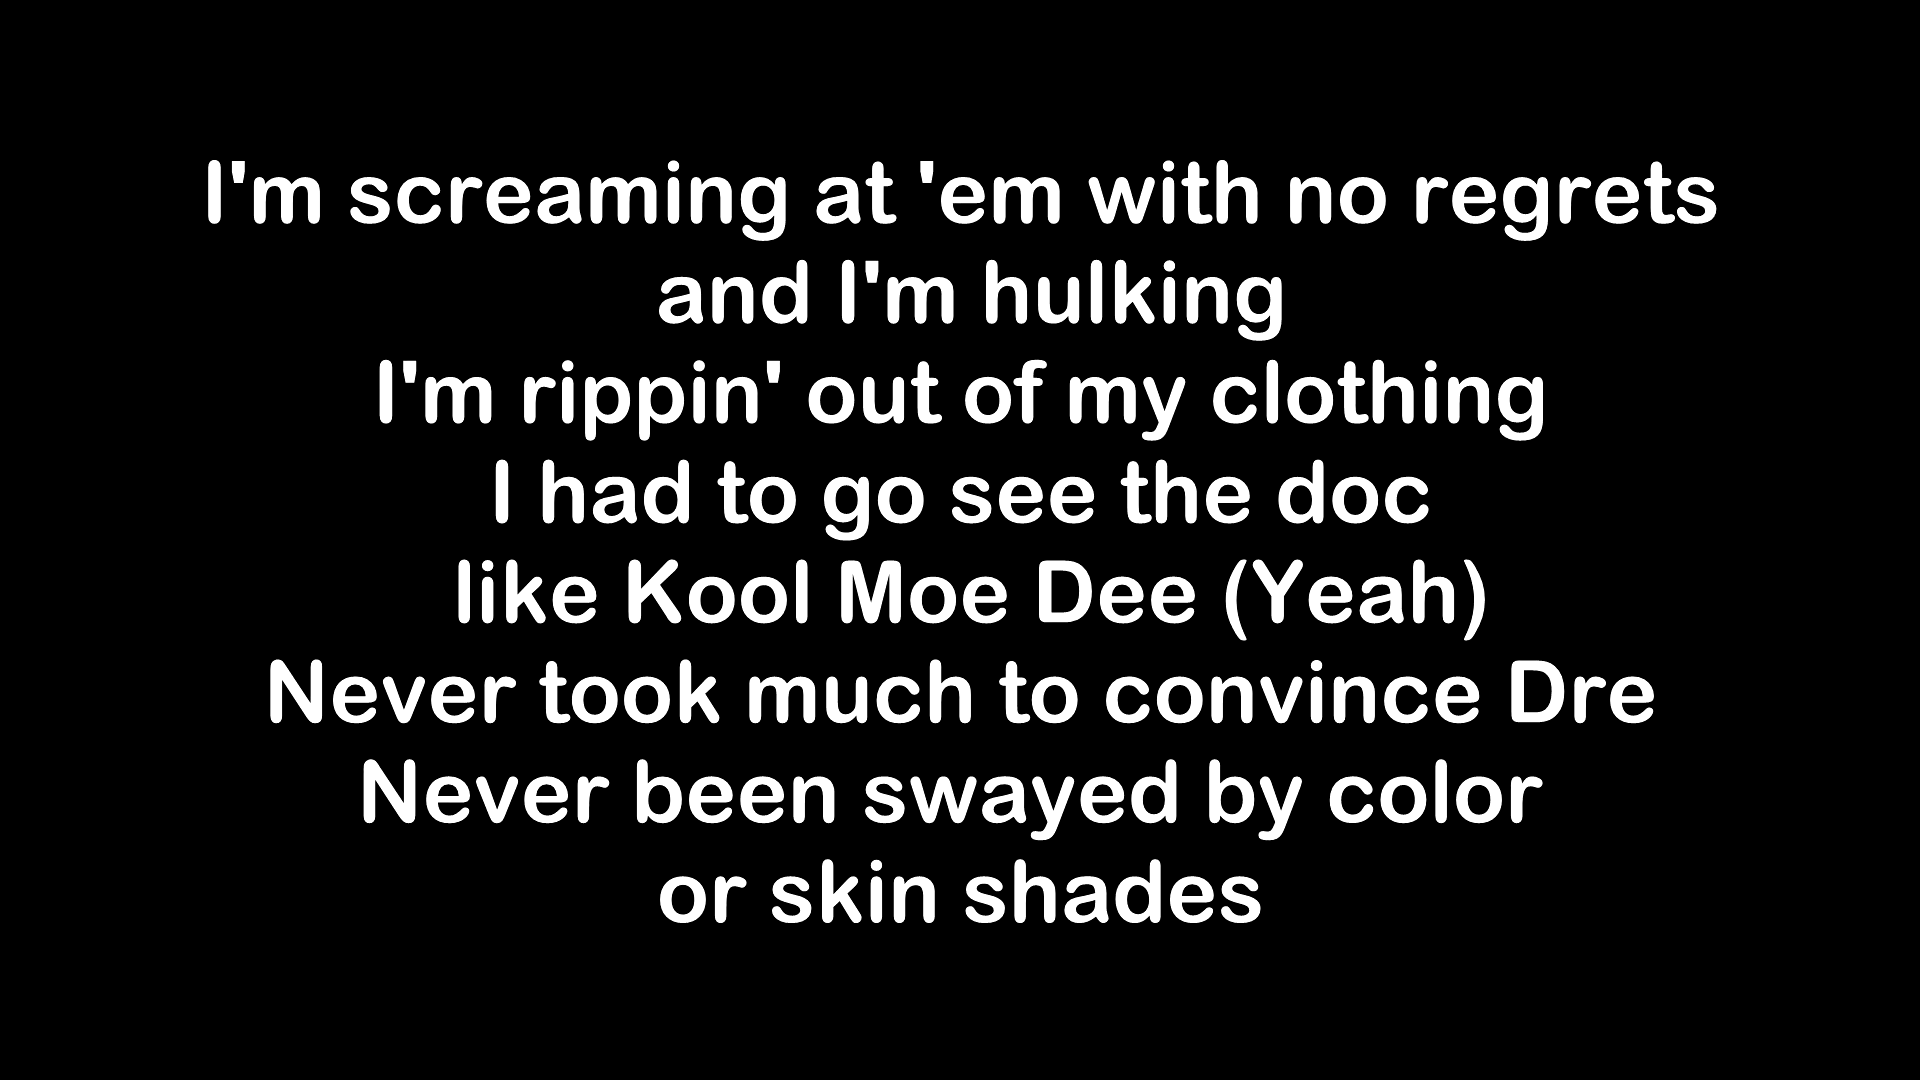 I'm screaming at 'em with no regrets
and I'm hulking
I'm rippin' out of my clothing
I had to go see the doc
like Kool Moe Dee (Yeah)
Never took much to convince Dre
Never been swayed by color
or skin shades